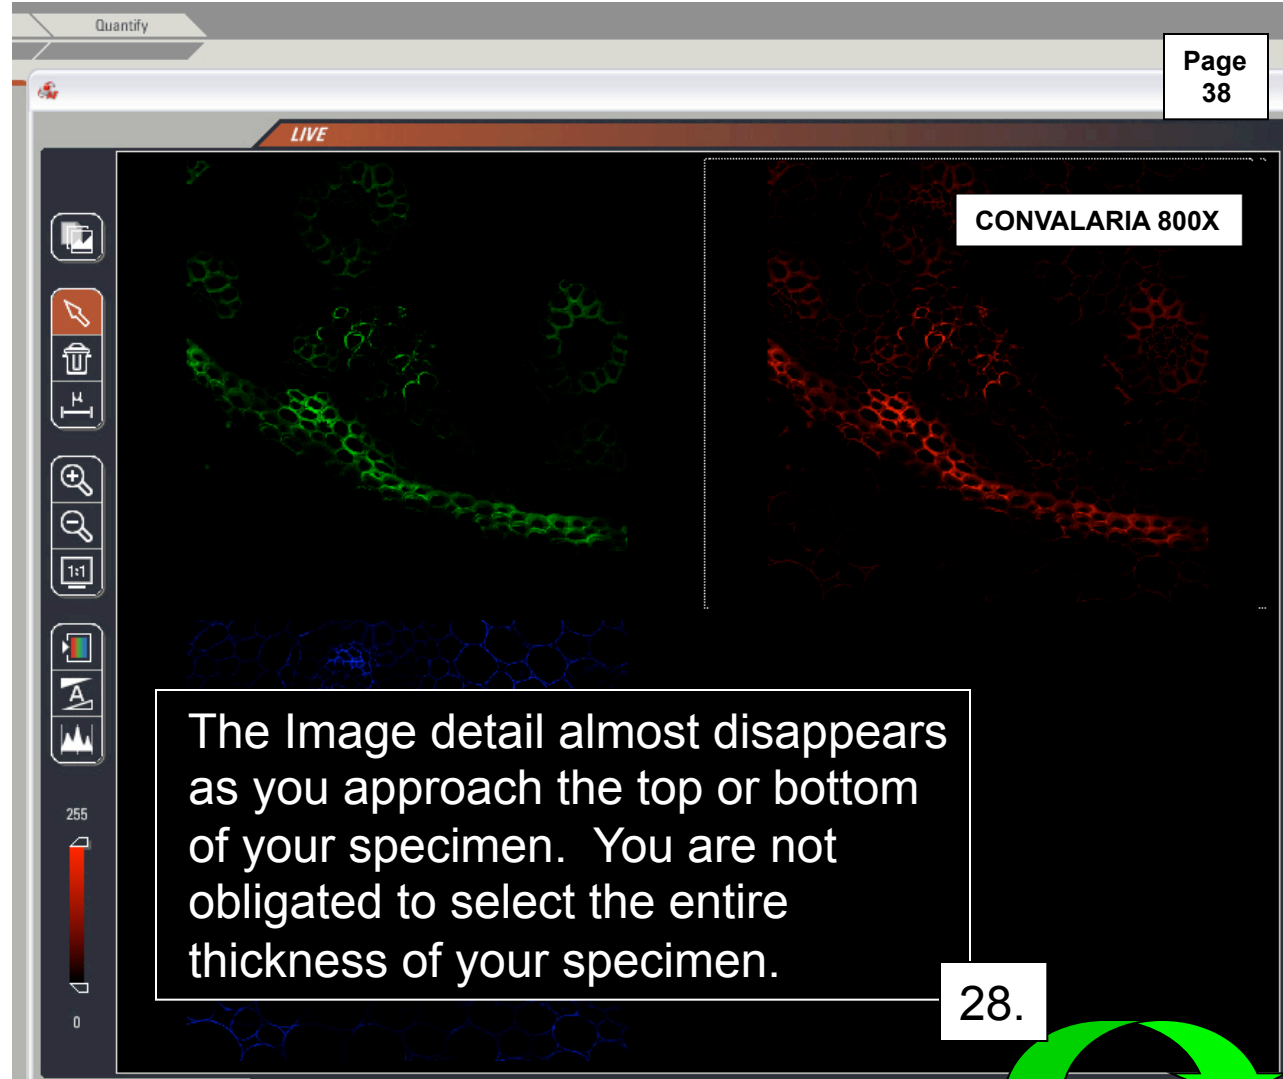 Quantify
Page
38
LIVE
CONVALARIA 800X
µ
1:1
A
255
0
The Image detail almost disappears
as you approach the top or bottom
of your specimen.  You are not
obligated to select the entire
thickness of your specimen.
28.